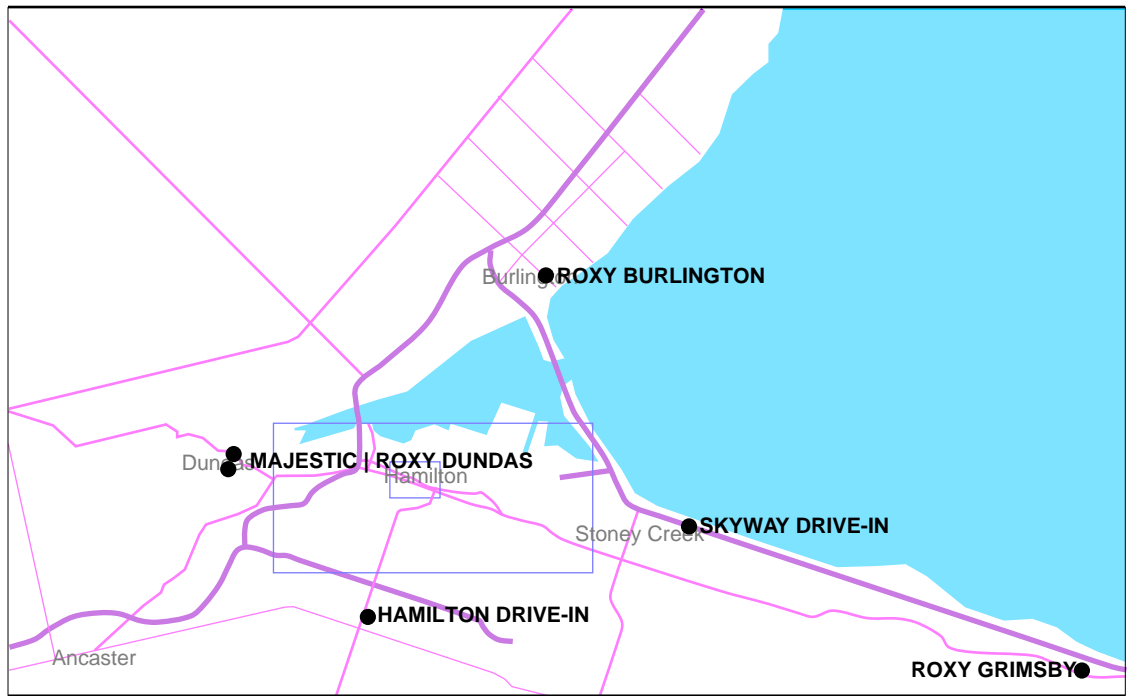 Burlington
ROXY BURLINGTON
Dundas
MAJESTIC | ROXY DUNDAS
Hamilton
Stoney Creek
SKYWAY DRIVE-IN
HAMILTON DRIVE-IN
Ancaster
ROXY GRIMSBY